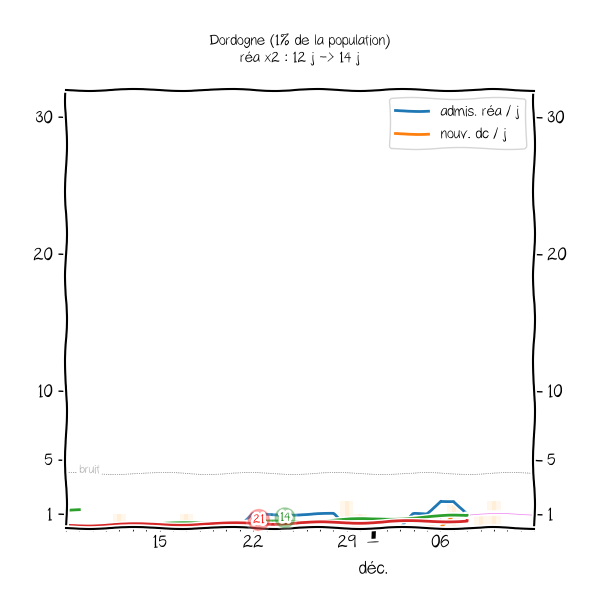 Dordogne (1% de la population)
réa x2 : 12 j -> 14 j
admis. réa / j
nouv. dc / j
30
30
20
20
10
10
5
5
bruit
1
21
14
1
15
22
29
06
déc.